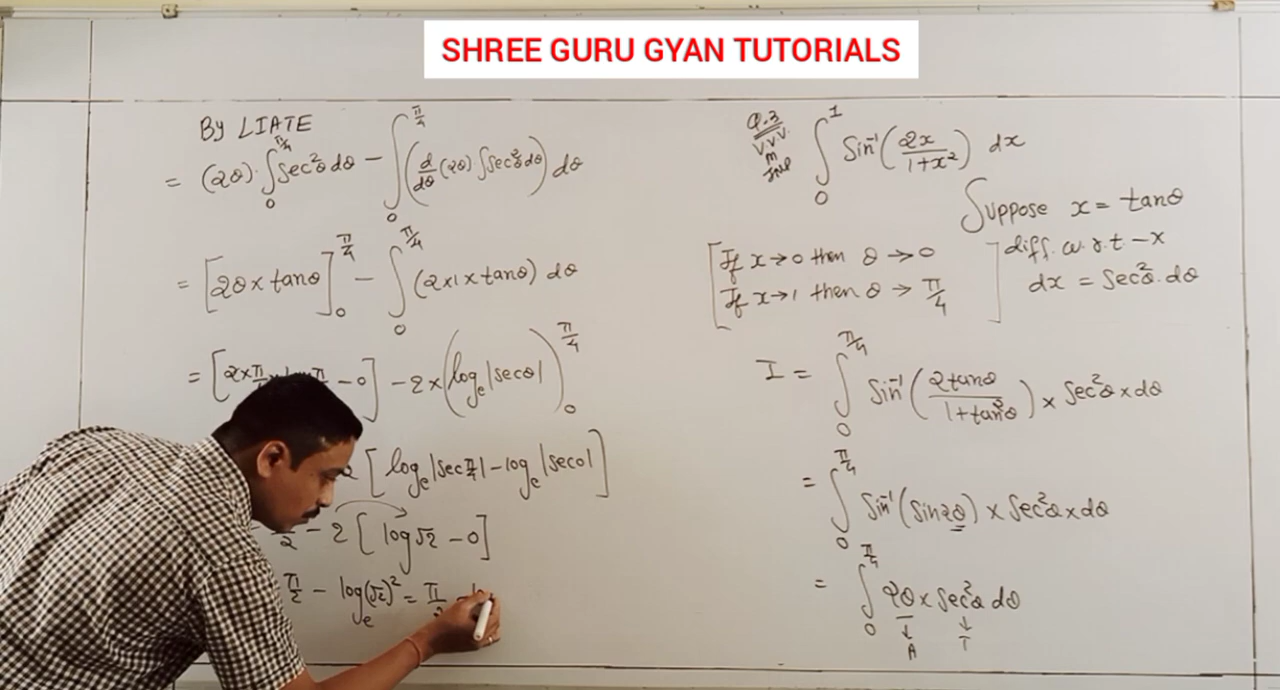 SHREE GURU GYAN TUTORIALS
Q.3
V.V.V.
m
∫₀¹ Sin⁻¹(2x/1+x²) dx
Suppose x = tanθ
diff. w.r.t – x
dx = Sec²θ.dθ
[If x→0 then θ→0
If x→1 then θ→ π/4]
I = ∫₀^{π/4} Sin⁻¹(2tanθ/1+tan²θ) × Sec²θ × dθ
= ∫₀^{π/4} Sin⁻¹(Sin2θ) × Sec²θ × dθ
= ∫₀^{π/4} 2θ × Sec²θ dθ
↓ ↓
A T
BY LIATE
= (2θ)·∫₀^{π/4} Sec²θ dθ – ∫₀^{π/4} (d/dθ (2θ) ∫Sec²θ dθ) dθ
= [2θ × tanθ]₀^{π/4} – ∫₀^{π/4} (2×1×tanθ) dθ
= [2×π – 0] – 2×(logₑ|secθ|)₀^{π/4}
[logₑ|sec π/4| – logₑ|sec0|]
2 – 2 [log√2 – 0]
π/2 – logₑ(√2)² = π/2